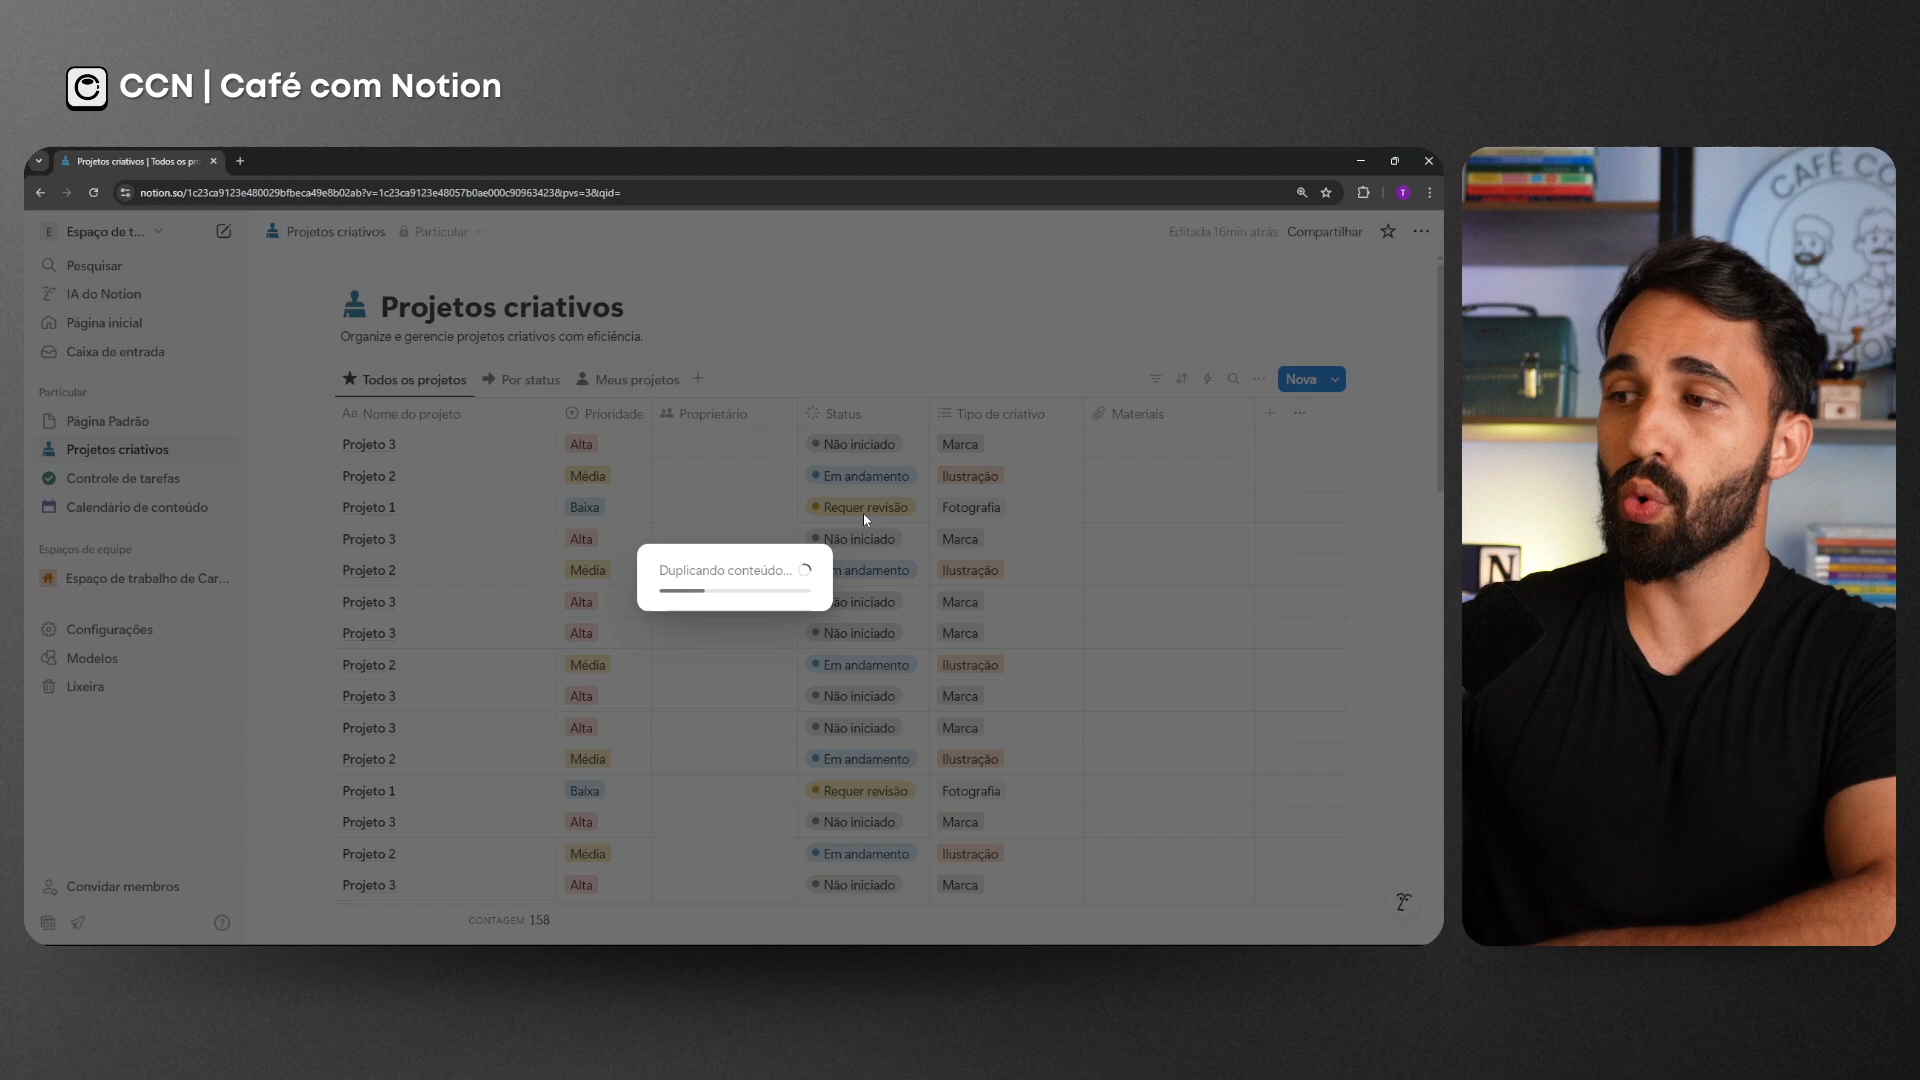 CCN | Café com Notion
Projetos criativos | Todos os pr
notion.so/1c23ca9123e480029bfbeca49e8b02ab?v=1c23ca9123e48057b0ae000c90963423&pvs=3&qid=
T
E Espaço de t...
Projetos criativos
Particular
Editada 16min atrás
Compartilhar
Pesquisar
IA do Notion
Página inicial
Caixa de entrada
Particular
Página Padrão
Projetos criativos
Controle de tarefas
Calendário de conteúdo
Espaços de equipe
Espaço de trabalho de Car...
Configurações
Modelos
Lixeira
Convidar membros
Projetos criativos
Organize e gerencie projetos criativos com eficiência.
Todos os projetos Por status Meus projetos
Nova
Aa Nome do projeto Prioridade Proprietário Status Tipo de criativo Materiais
Projeto 3 Alta Não iniciado Marca
Projeto 2 Média Em andamento Ilustração
Projeto 1 Baixa Requer revisão Fotografia
Projeto 3 Alta Não iniciado Marca
Projeto 2 Média m andamento Ilustração
Projeto 3 Alta ão iniciado Marca
Projeto 3 Alta Não iniciado Marca
Projeto 2 Média Em andamento Ilustração
Projeto 3 Alta Não iniciado Marca
Projeto 3 Alta Não iniciado Marca
Projeto 2 Média Em andamento Ilustração
Projeto 1 Baixa Requer revisão Fotografia
Projeto 3 Alta Não iniciado Marca
Projeto 2 Média Em andamento Ilustração
Projeto 3 Alta Não iniciado Marca
CONTAGEM 158
Duplicando conteúdo...
CAFÉ CO
N